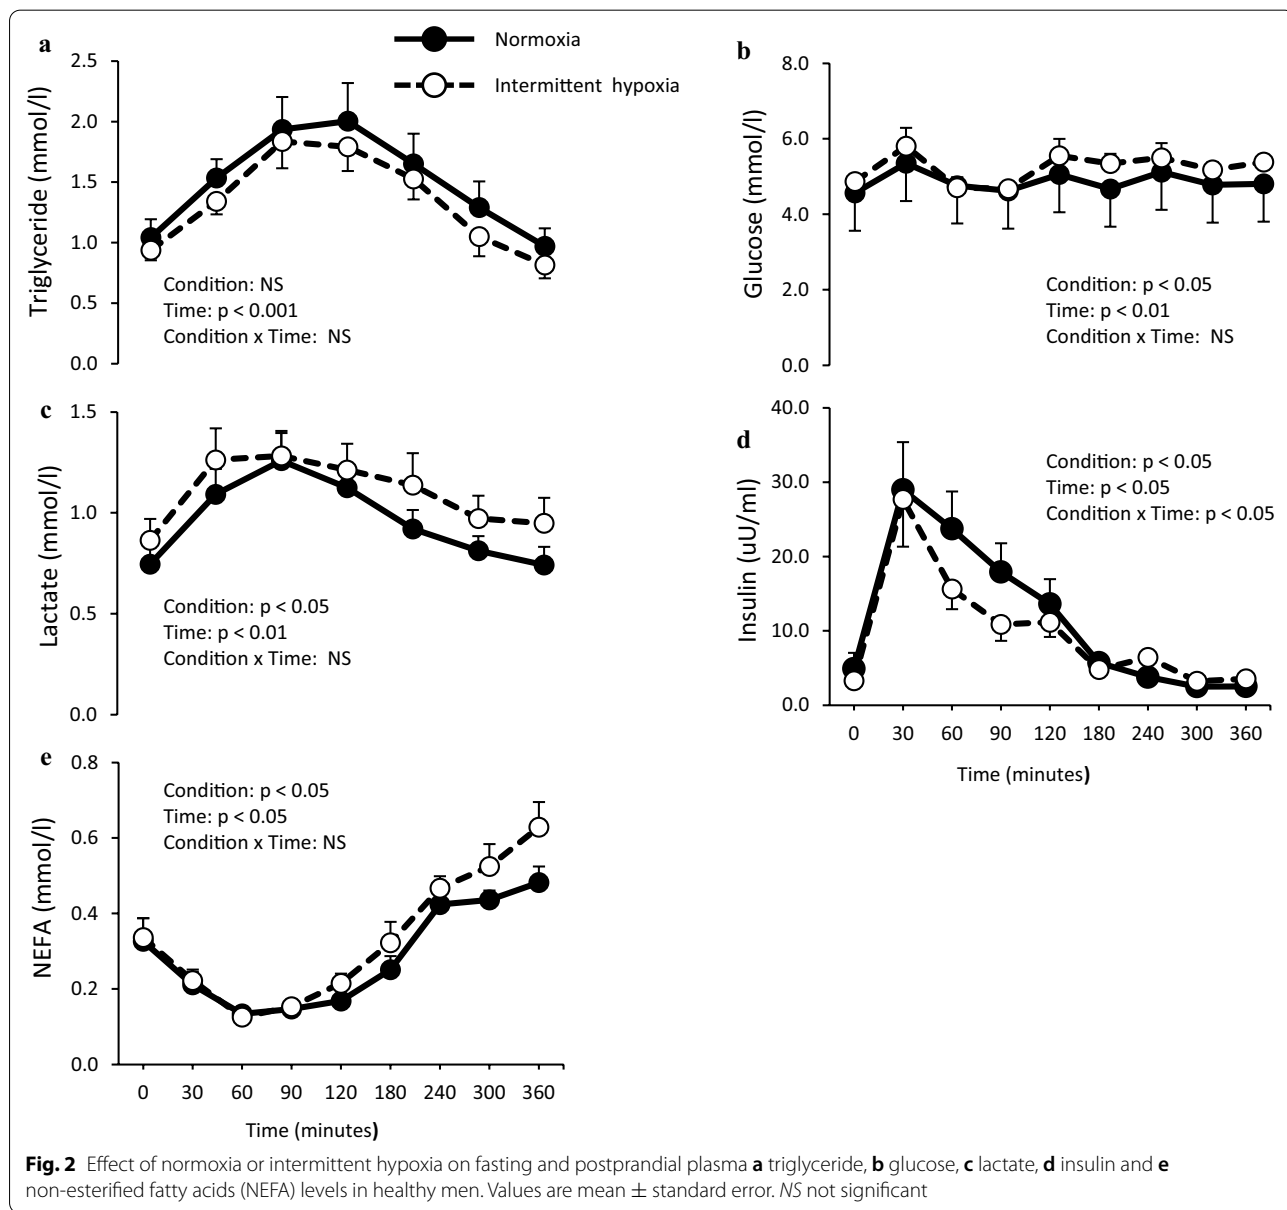 a
Normoxia
Intermittent hypoxia
2.5
2.0
1.5
1.0
0.5
0.0
Triglyceride (mmol/l)
Condition: NS
Time: p < 0.001
Condition x Time: NS
b
8.0
6.0
4.0
2.0
0.0
Glucose (mmol/l)
Condition: p < 0.05
Time: p < 0.01
Condition x Time: NS
c
1.5
1.0
0.5
0.0
Lactate (mmol/l)
Condition: p < 0.05
Time: p < 0.01
Condition x Time: NS
d
40.0
30.0
20.0
10.0
0.0
Insulin (uU/ml)
Condition: p < 0.05
Time: p < 0.05
Condition x Time: p < 0.05
0 30 60 90 120 180 240 300 360
Time (minutes)
e
0.8
0.6
0.4
0.2
0.0
NEFA (mmol/l)
Condition: p < 0.05
Time: p < 0.05
Condition x Time: NS
0 30 60 90 120 180 240 300 360
Time (minutes)
Fig. 2 Effect of normoxia or intermittent hypoxia on fasting and postprandial plasma a triglyceride, b glucose, c lactate, d insulin and e
non-esterified fatty acids (NEFA) levels in healthy men. Values are mean ± standard error. NS not significant